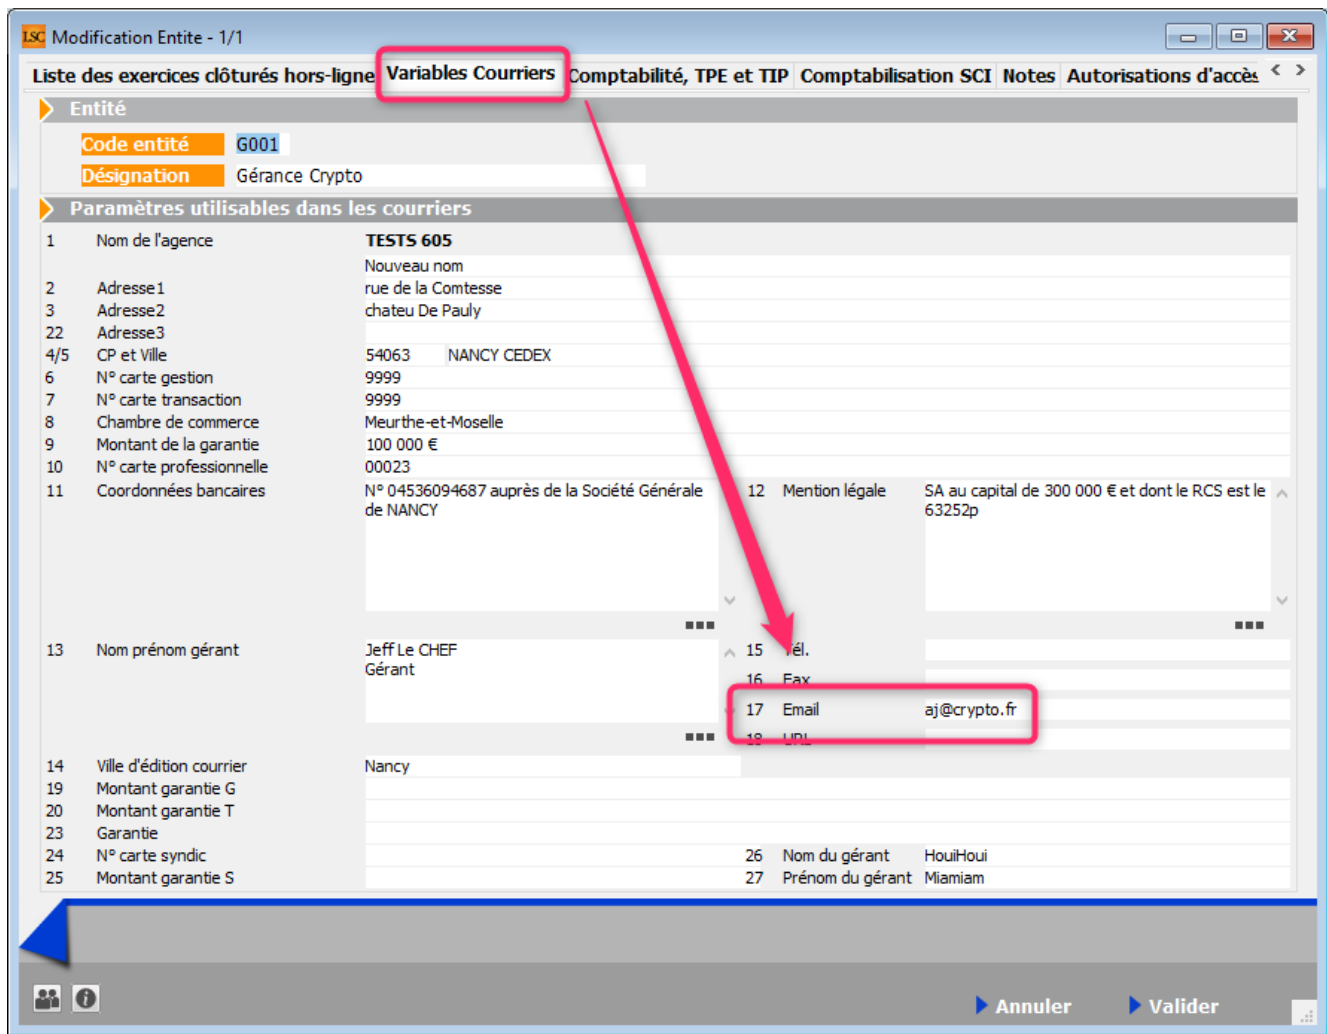 LSC Modification Entite - 1/1
Liste des exercices clôturés hors-ligne Variables Courriers Comptabilité, TPE et TIP Comptabilisation SCI Notes Autorisations d'accès
Entité
Code entité G001
Désignation Gérance Crypto
Paramètres utilisables dans les courriers
1 Nom de l'agence TESTS 605
Nouveau nom
2 Adresse1 rue de la Comtesse
3 Adresse2 chateu De Pauly
22 Adresse3
4/5 CP et Ville 54063 NANCY CEDEX
6 N° carte gestion 9999
7 N° carte transaction 9999
8 Chambre de commerce Meurthe-et-Moselle
9 Montant de la garantie 100 000 €
10 N° carte professionnelle 00023
11 Coordonnées bancaires N° 04536094687 auprès de la Société Générale 12 Mention légale SA au capital de 300 000 € et dont le RCS est le
de NANCY 63252p
13 Nom prénom gérant Jeff Le CHEF 15 Tél.
Gérant
16 Fax
17 Email aj@crypto.fr
18 URL
14 Ville d'édition courrier Nancy
19 Montant garantie G
20 Montant garantie T
23 Garantie
24 N° carte syndic 26 Nom du gérant HouiHoui
25 Montant garantie S 27 Prénom du gérant Miamiam
Annuler Valider